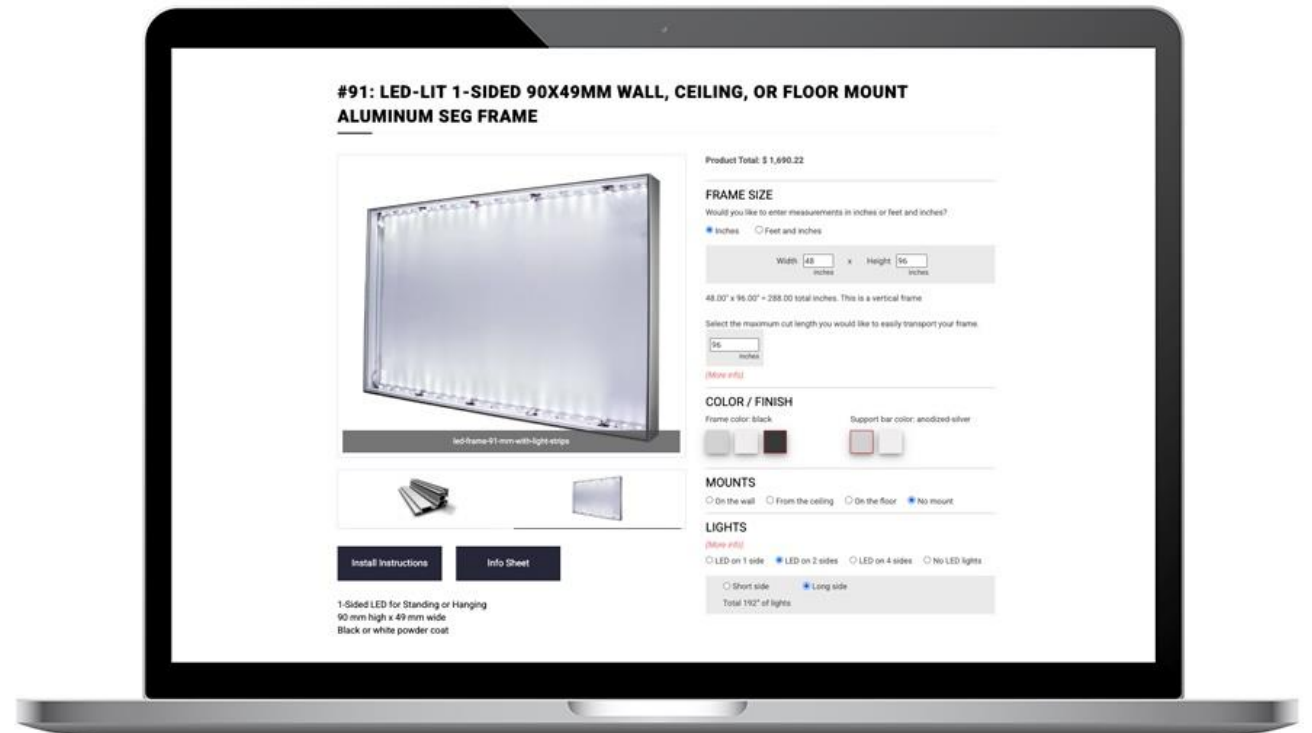 #91: LED-LIT 1-SIDED 90X49MM WALL, CEILING, OR FLOOR MOUNT
ALUMINUM SEG FRAME
led-frame-91-mm-with-light-strips
Install Instructions
Info Sheet
1-Sided LED for Standing or Hanging
90 mm high x 49 mm wide
Black or white powder coat
Product Total: $ 1,690.22
FRAME SIZE
Would you like to enter measurements in inches or feet and inches?
Inches Feet and inches
Width 48 x Height 96
inches inches
48.00" x 96.00" = 288.00 total inches. This is a vertical frame
Select the maximum cut length you would like to easily transport your frame
96
inches
(More info)
COLOR / FINISH
Frame color: black Support bar color: anodized-silver
MOUNTS
On the wall From the ceiling On the floor No mount
LIGHTS
(More info)
LED on 1 side LED on 2 sides LED on 4 sides No LED lights
Short side Long side
Total 192" of lights